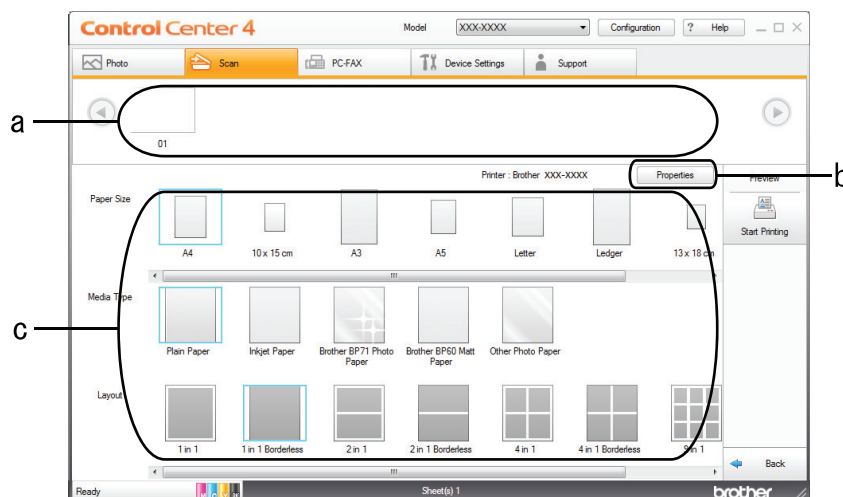 Control Center 4
Model
XXX-XXXX
Configuration
? Help
Photo
Scan
PC-FAX
Device Settings
Support
a
01
Printer : Brother XXX-XXXX
Properties
b
Preview
Paper Size
A4
10 x 15 cm
A3
A5
Letter
Ledger
13 x 18 cm
Start Printing
Media Type
c
Plain Paper
Inkjet Paper
Brother BP71 Photo
Paper
Brother BP60 Matt
Paper
Other Photo Paper
Layout
1 in 1
1 in 1 Borderless
2 in 1
2 in 1 Borderless
4 in 1
4 in 1 Borderless
9 in 1
Back
Ready
M C Y BK
Sheet(s) 1
brother